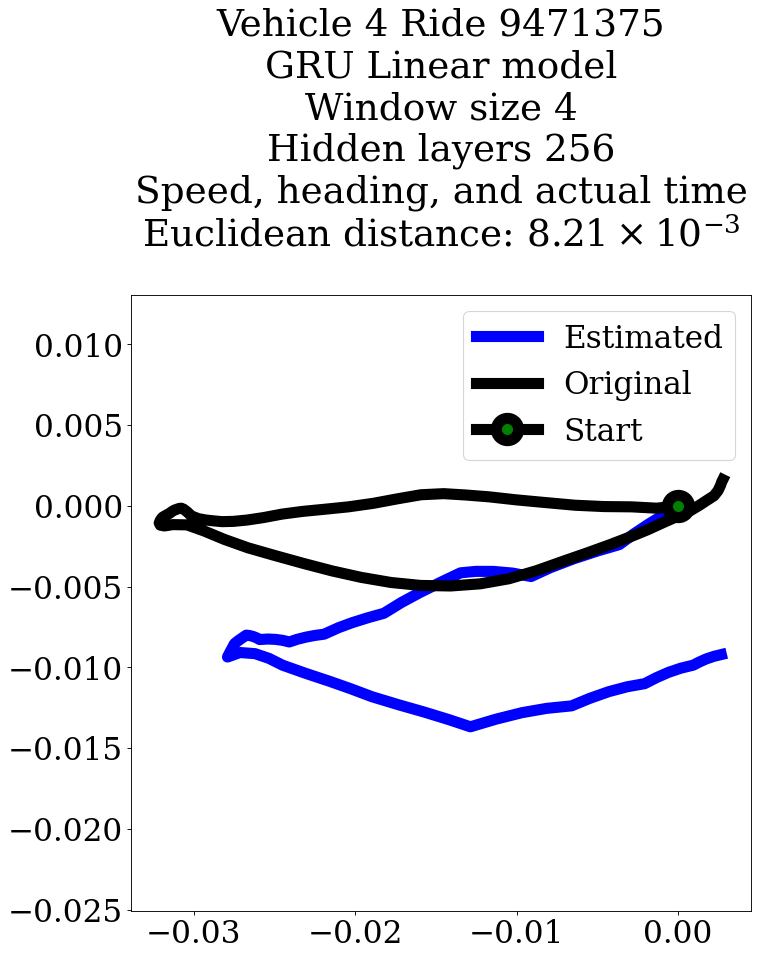 Vehicle 4 Ride 9471375
GRU Linear model
Window size 4
Hidden layers 256
Speed, heading, and actual time
Euclidean distance: 8.21 × 10⁻³
Estimated
Original
Start
0.010
0.005
0.000
−0.005
−0.010
−0.015
−0.020
−0.025
−0.03 −0.02 −0.01 0.00